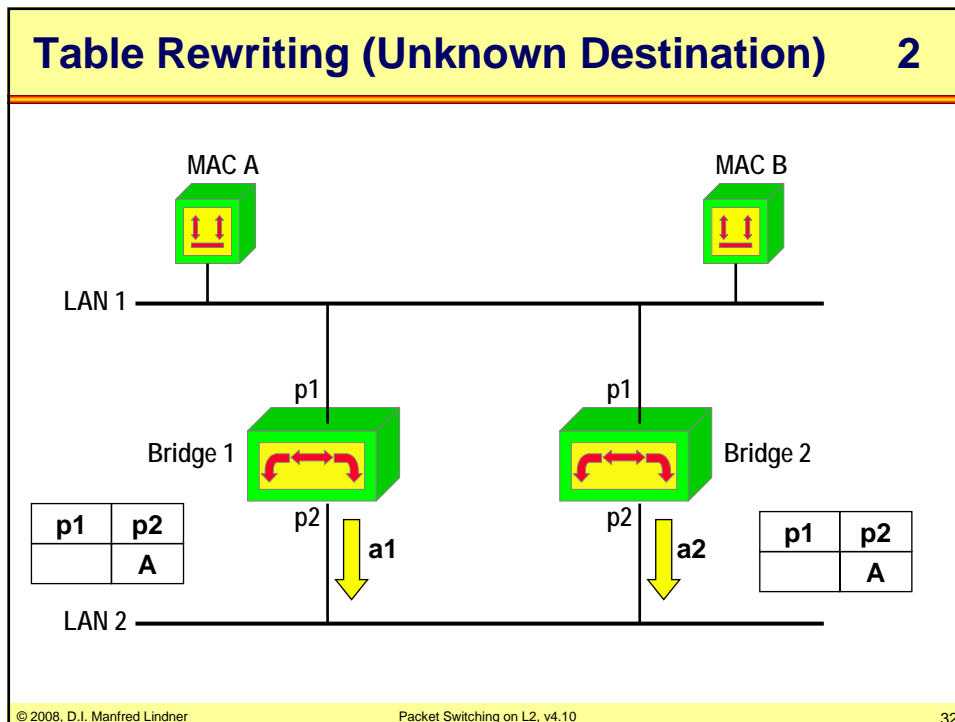 Table Rewriting (Unknown Destination) 2
MAC A
MAC B
LAN 1
p1
p1
Bridge 1
Bridge 2
p2
p2
p1 p2
A
a1
a2
p1 p2
A
LAN 2
© 2008, D.I. Manfred Lindner
Packet Switching on L2, v4.10
32